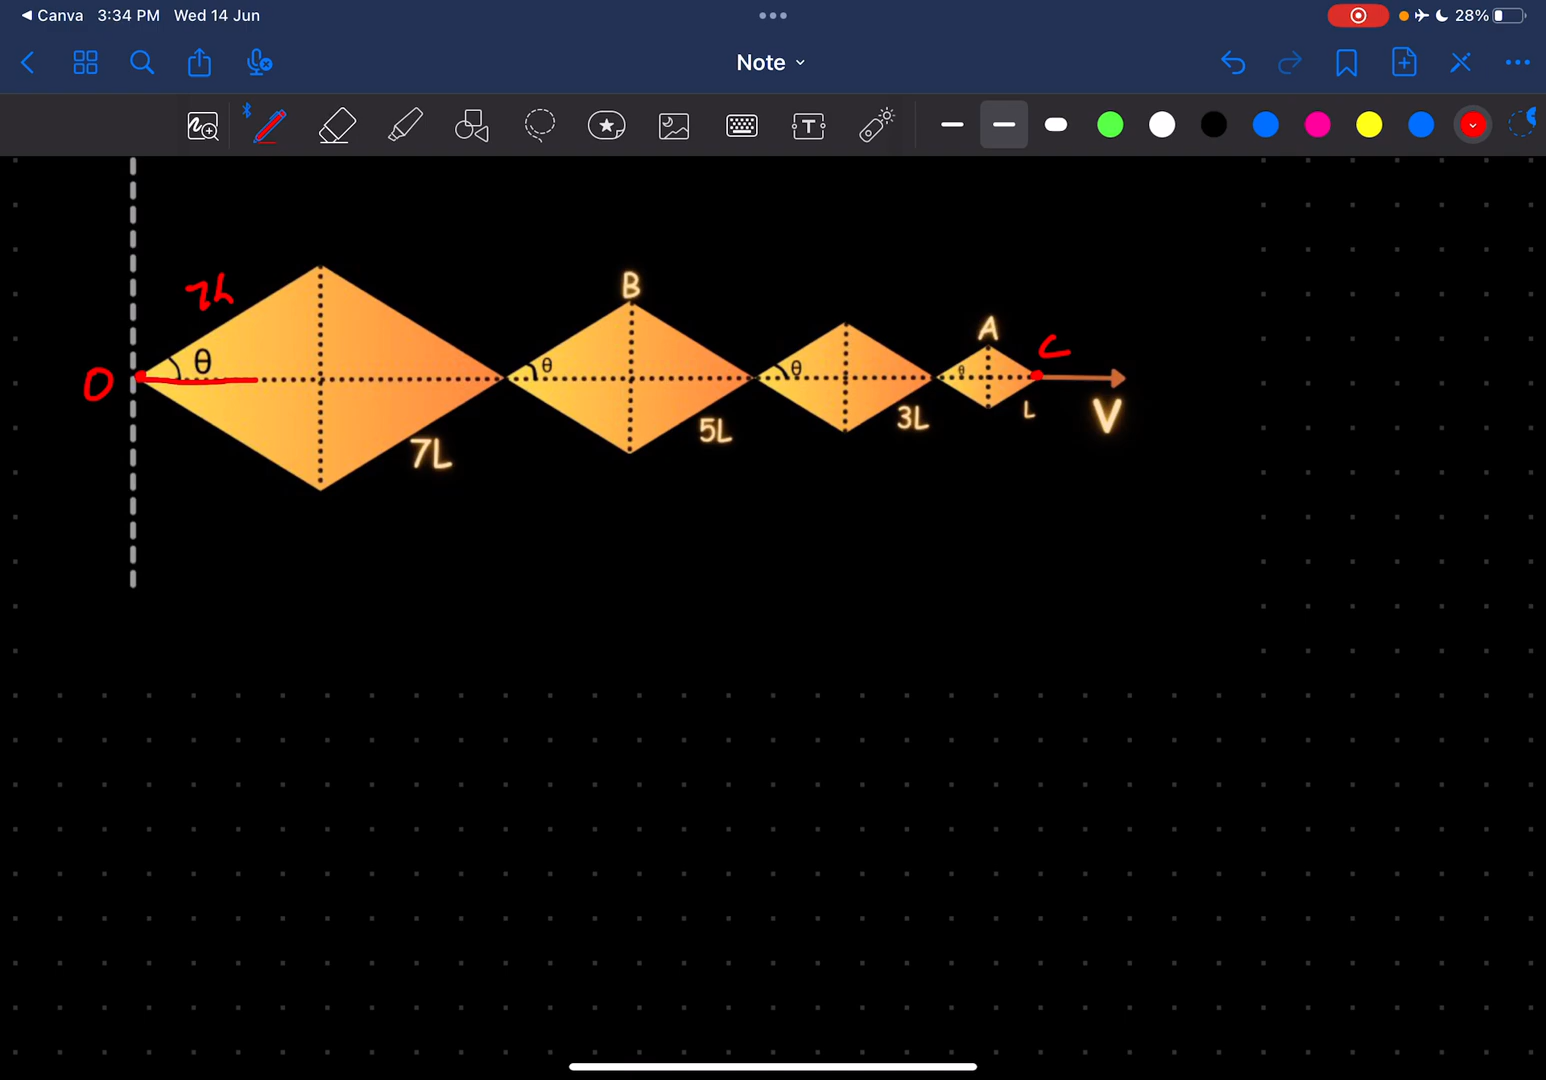 Canva 3:34 PM Wed 14 Jun
28%
Note
T
7L
B
A
C
O
θ
θ
θ
θ
7L
5L
3L
L
V